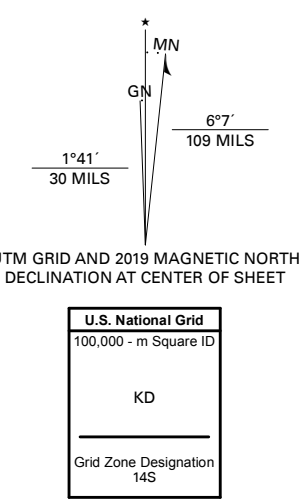 ★
MN
GN
6°7´
109 MILS
1°41´
30 MILS
UTM GRID AND 2019 MAGNETIC NORTH
DECLINATION AT CENTER OF SHEET
U.S. National Grid
100,000 - m Square ID
KD
Grid Zone Designation
14S